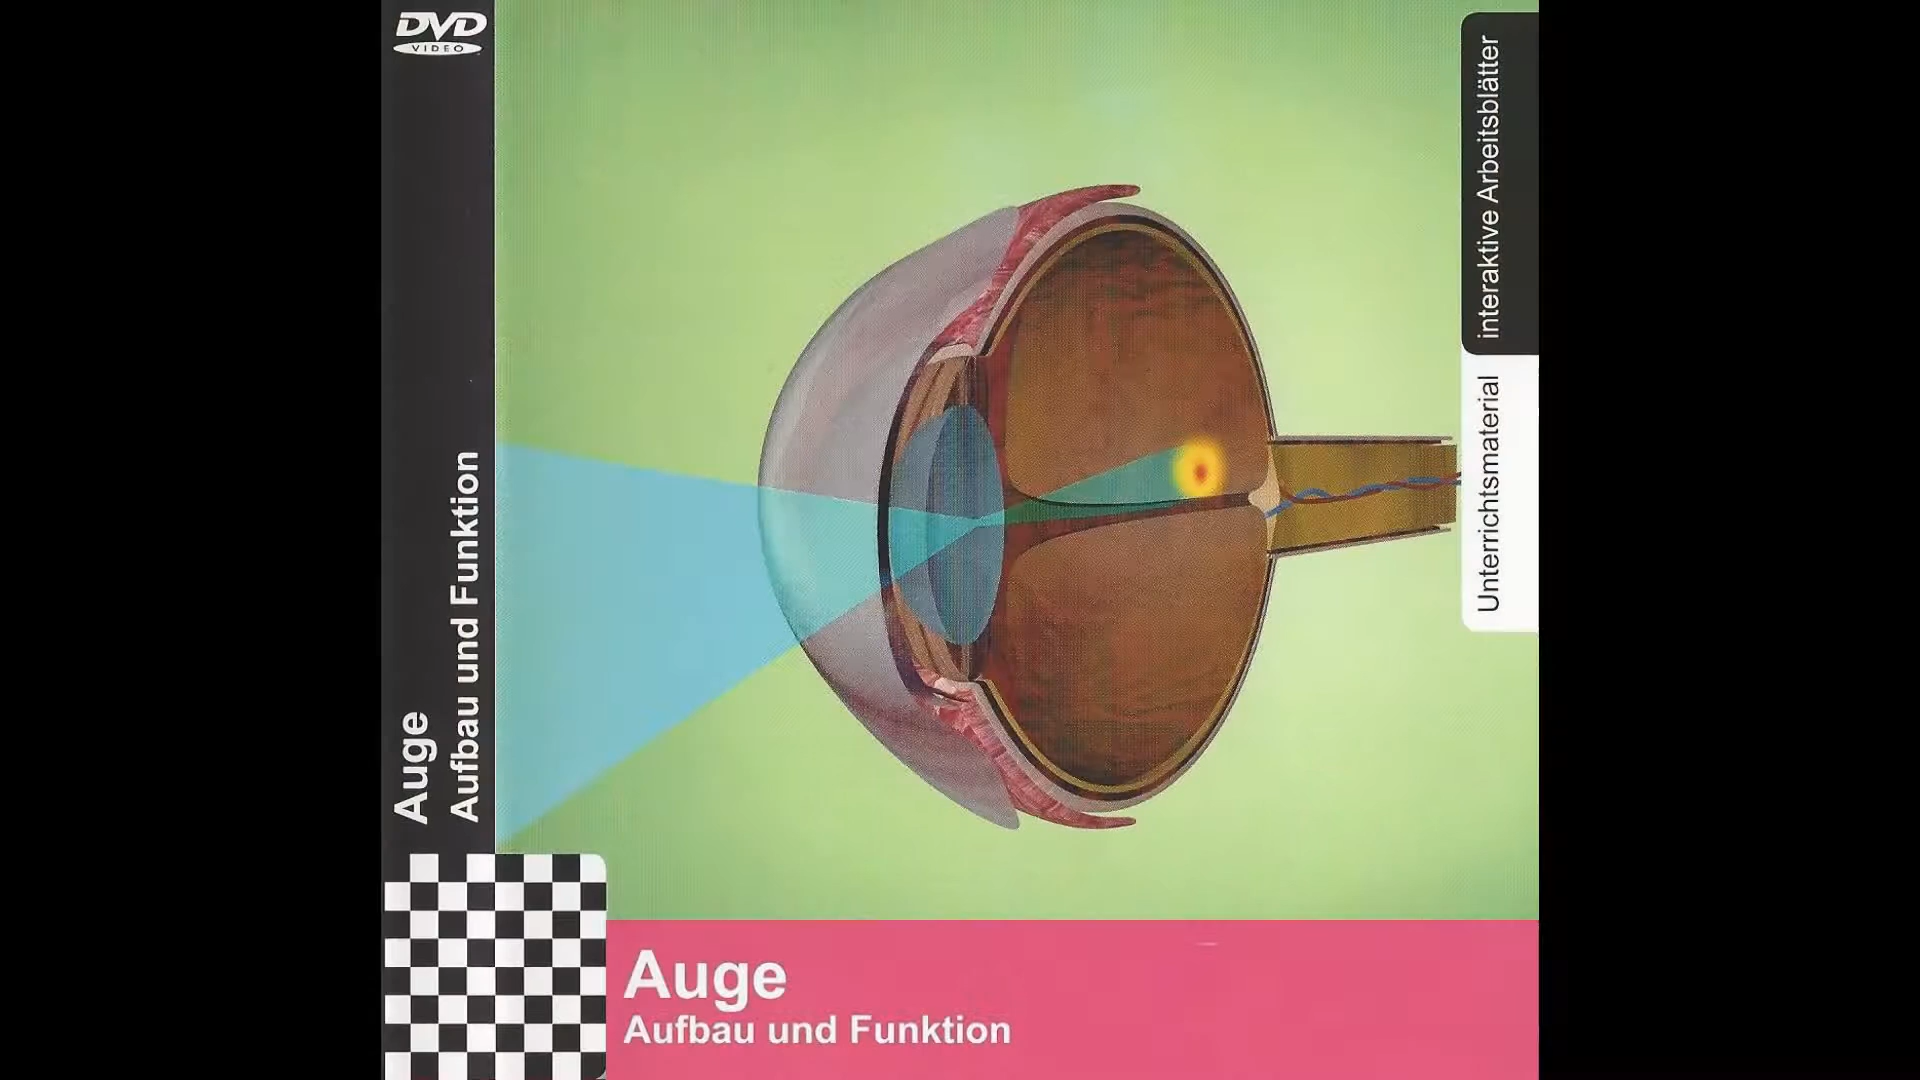 DVD
VIDEO
Auge
Aufbau und Funktion
interaktive Arbeitsblätter
Unterrichtsmaterial
Auge
Aufbau und Funktion